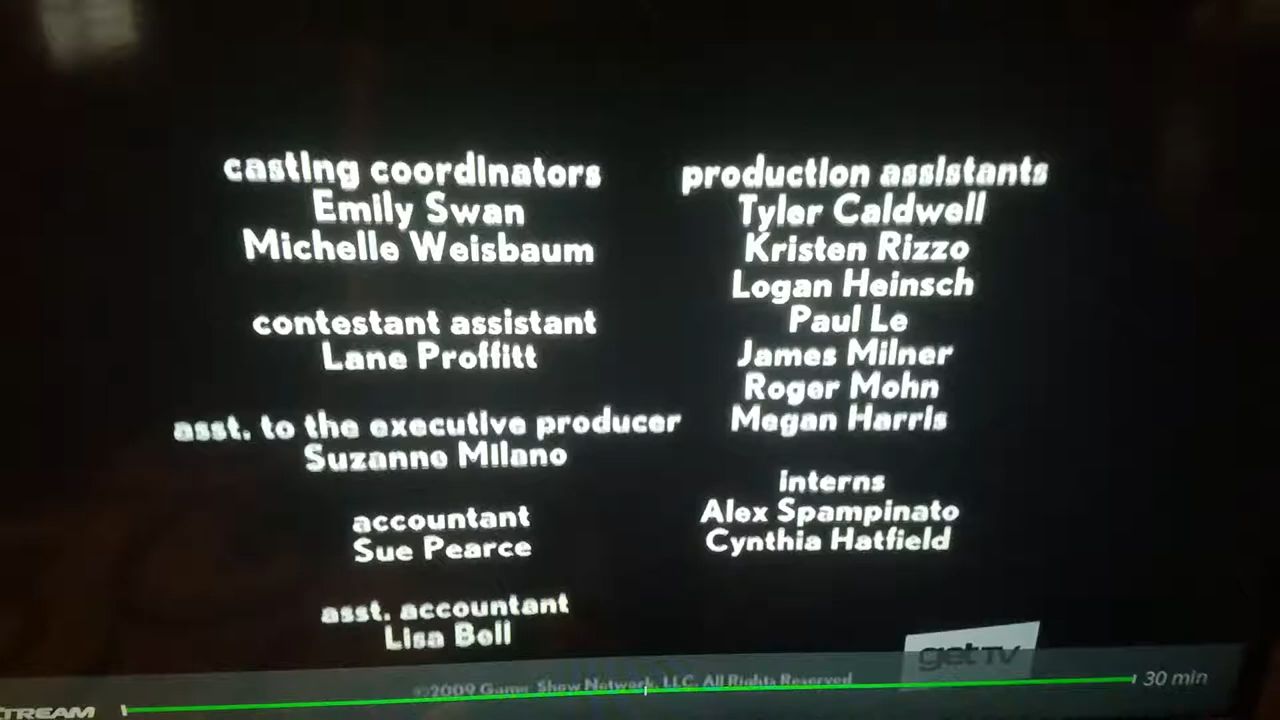 casting coordinators
Emily Swan
Michelle Weisbaum
contestant assistant
Lane Proffitt
asst. to the executive producer
Suzanne Milano
accountant
Sue Pearce
asst. accountant
Lisa Bell
production assistants
Tyler Caldwell
Kristen Rizzo
Logan Heinsch
Paul Le
James Milner
Roger Mohn
Megan Harris
interns
Alex Spampinato
Cynthia Hatfield
getTV
©2009 Game Show Network, LLC. All Rights Reserved
30 min